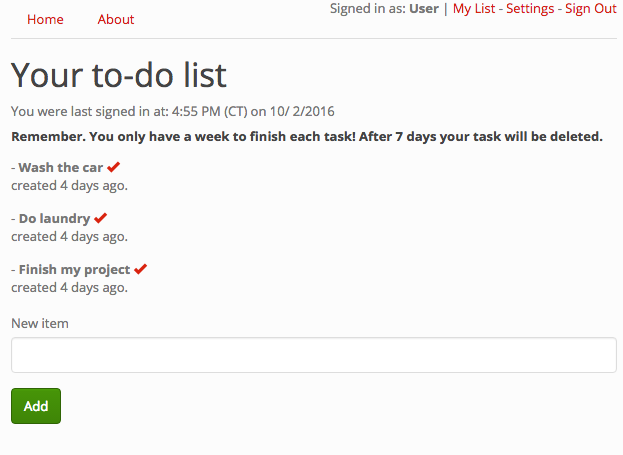 Signed in as: User | My List - Settings - Sign Out
Home About
Your to-do list
You were last signed in at: 4:55 PM (CT) on 10/ 2/2016
Remember. You only have a week to finish each task! After 7 days your task will be deleted.
- Wash the car ✔
created 4 days ago.
- Do laundry ✔
created 4 days ago.
- Finish my project ✔
created 4 days ago.
New item
Add